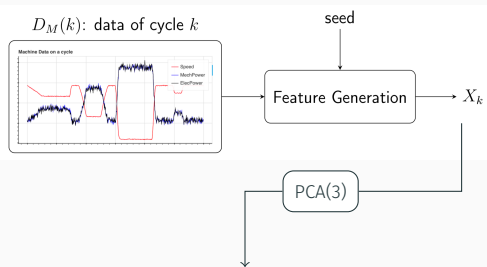 D_M(k): data of cycle k
seed
Machine Data on a cycle
Speed
MechPower
ElecPower
Feature Generation
X_k
PCA(3)